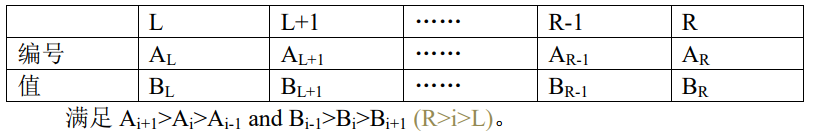 L L+1 …… R-1 R
编号 AL AL+1 …… AR-1 AR
值 BL BL+1 …… BR-1 BR
满足 Ai+1>Ai>Ai-1 and Bi-1>Bi>Bi+1 (R>i>L)。